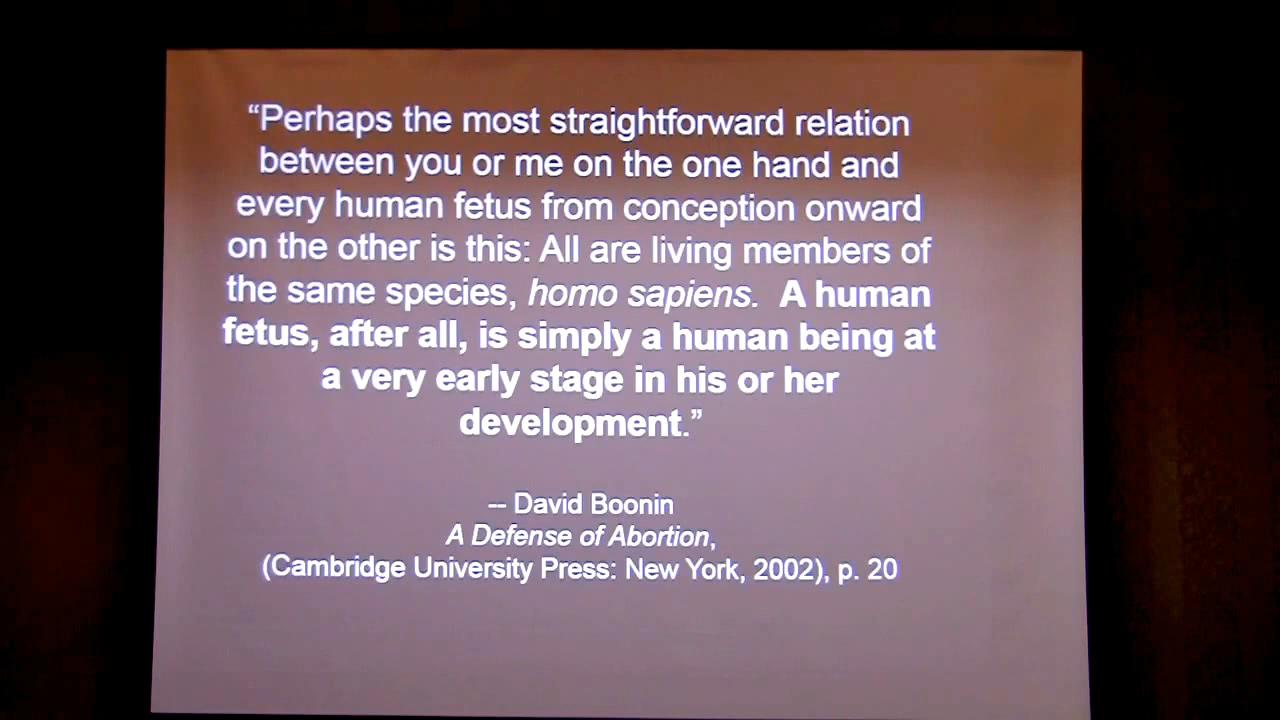 “Perhaps the most straightforward relation
between you or me on the one hand and
every human fetus from conception onward
on the other is this: All are living members of
the same species, homo sapiens. A human
fetus, after all, is simply a human being at
a very early stage in his or her
development.”
-- David Boonin
A Defense of Abortion,
(Cambridge University Press: New York, 2002), p. 20